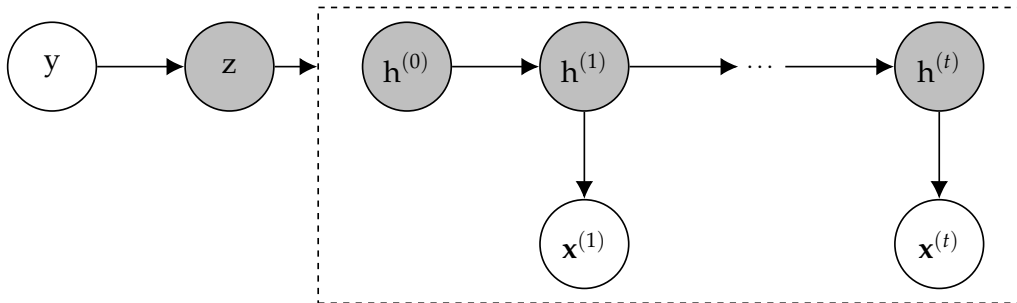 y z h^{(0)} h^{(1)} ... h^{(t)}
𝐱^{(1)} 𝐱^{(t)}